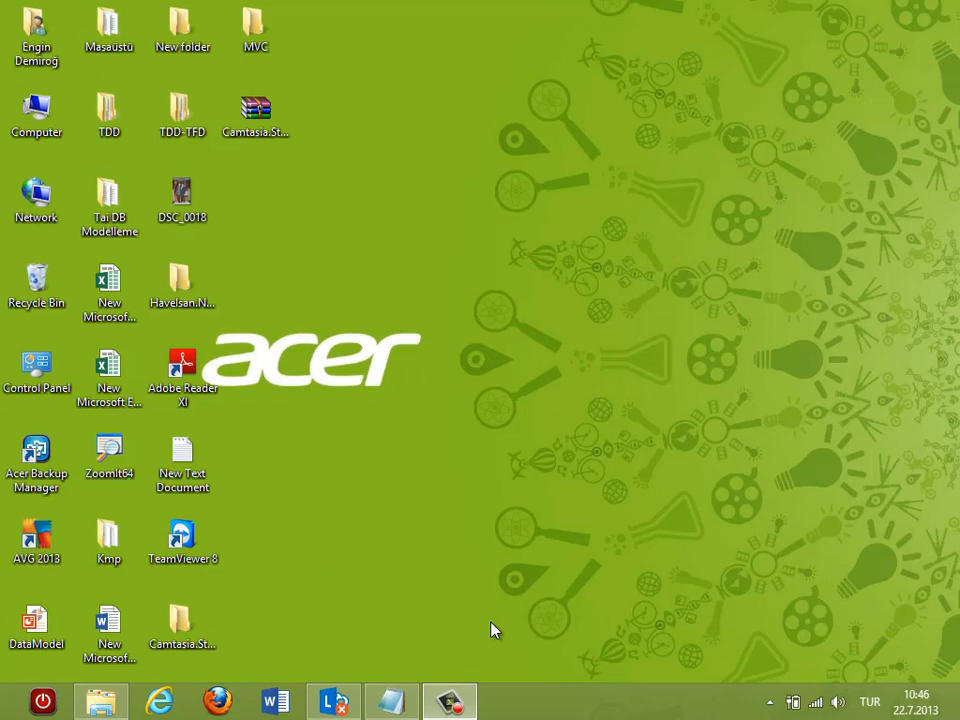 Engin
Demiroğ
Masaüstü
New folder
MVC
Computer
TDD
TDD-TFD
Camtasia.St...
Network
Tai DB
Modelleme
DSC_0018
Recycle Bin
New
Microsof...
Havelsan.N...
acer
Control Panel
New
Microsoft E...
Adobe Reader
XI
Acer Backup
Manager
ZoomIt64
New Text
Document
AVG 2013
Kmp
TeamViewer 8
DataModel
New
Microsof...
Camtasia.St...
TUR
10:46
22.7.2013